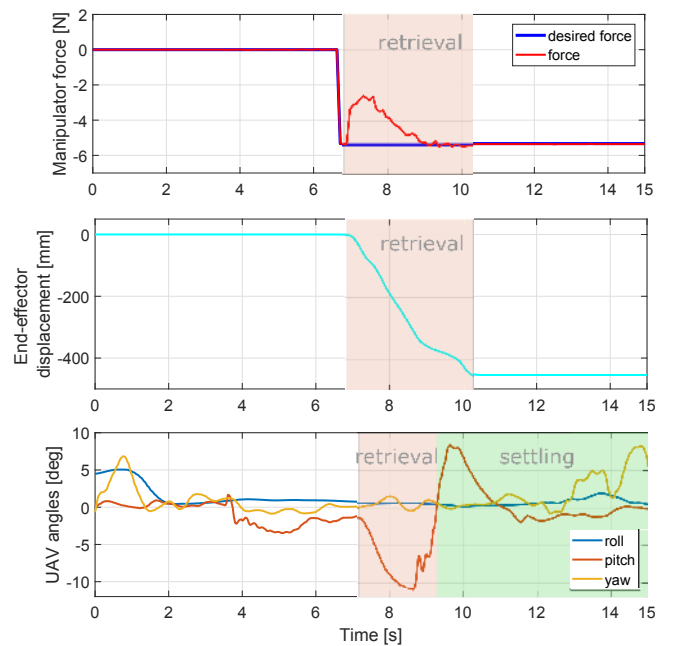 Manipulator force [N]
2
0
-2
-4
-6
retrieval
desired force
force
0 2 4 6 8 10 12 14 15
End-effector
displacement [mm]
0
-200
-400
retrieval
0 2 4 6 8 10 12 14 15
UAV angles [deg]
10
5
0
-5
-10
retrieval
settling
roll
pitch
yaw
0 2 4 6 8 10 12 14 15
Time [s]